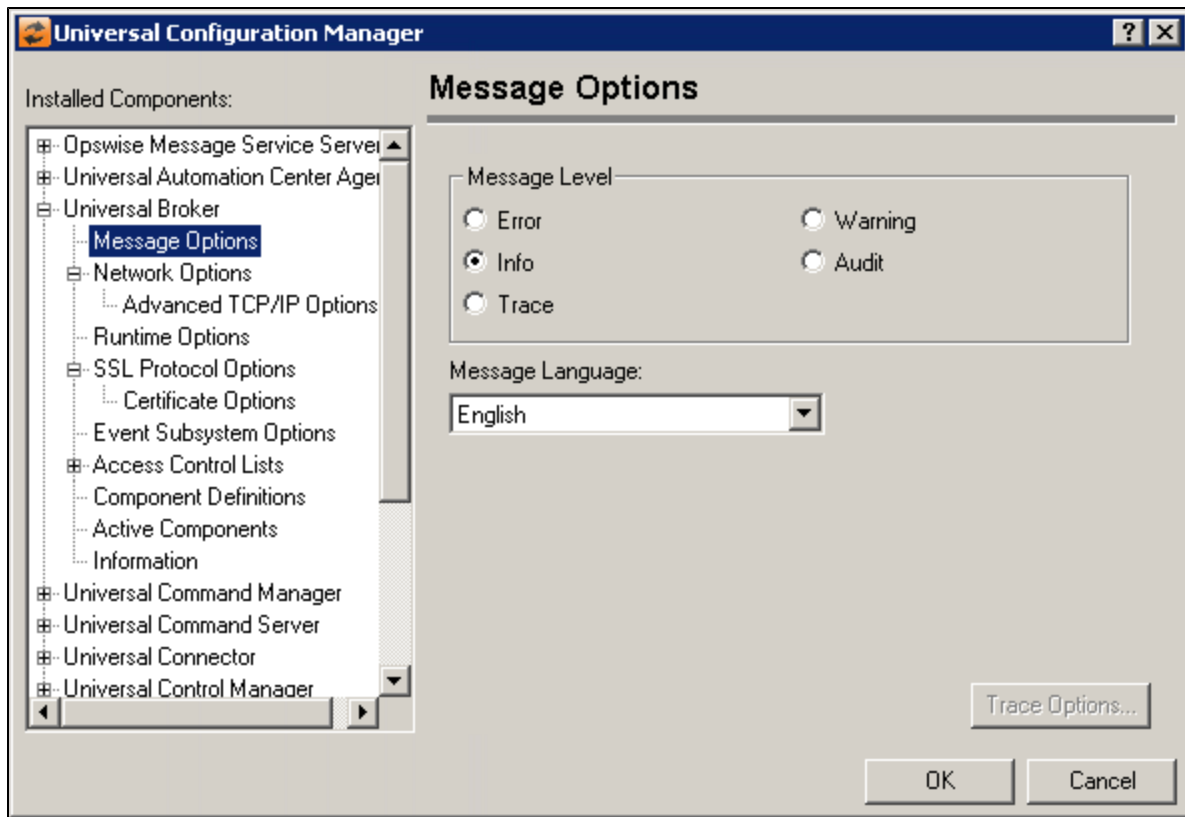 Universal Configuration Manager
Installed Components:
Opswise Message Service Server
Universal Automation Center Ager
Universal Broker
Message Options
Network Options
Advanced TCP/IP Options
Runtime Options
SSL Protocol Options
Certificate Options
Event Subsystem Options
Access Control Lists
Component Definitions
Active Components
Information
Universal Command Manager
Universal Command Server
Universal Connector
Universal Control Manager
Message Options
Message Level
Error
Warning
Info
Audit
Trace
Message Language:
English
Trace Options...
OK
Cancel